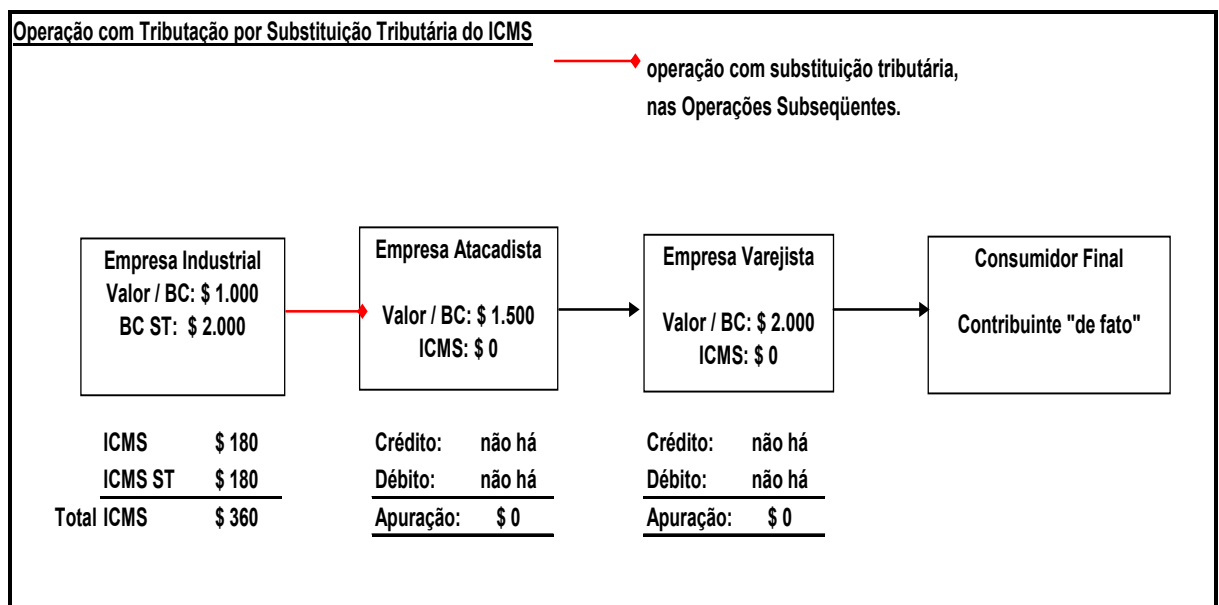 Operação com Tributação por Substituição Tributária do ICMS
operação com substituição tributária,
nas Operações Subseqüentes.
Empresa Industrial
Valor / BC: $ 1.000
BC ST: $ 2.000
Empresa Atacadista
Valor / BC: $ 1.500
ICMS: $ 0
Empresa Varejista
Valor / BC: $ 2.000
ICMS: $ 0
Consumidor Final
Contribuinte "de fato"
ICMS $ 180
ICMS ST $ 180
Total ICMS $ 360
Crédito: não há
Débito: não há
Apuração: $ 0
Crédito: não há
Débito: não há
Apuração: $ 0